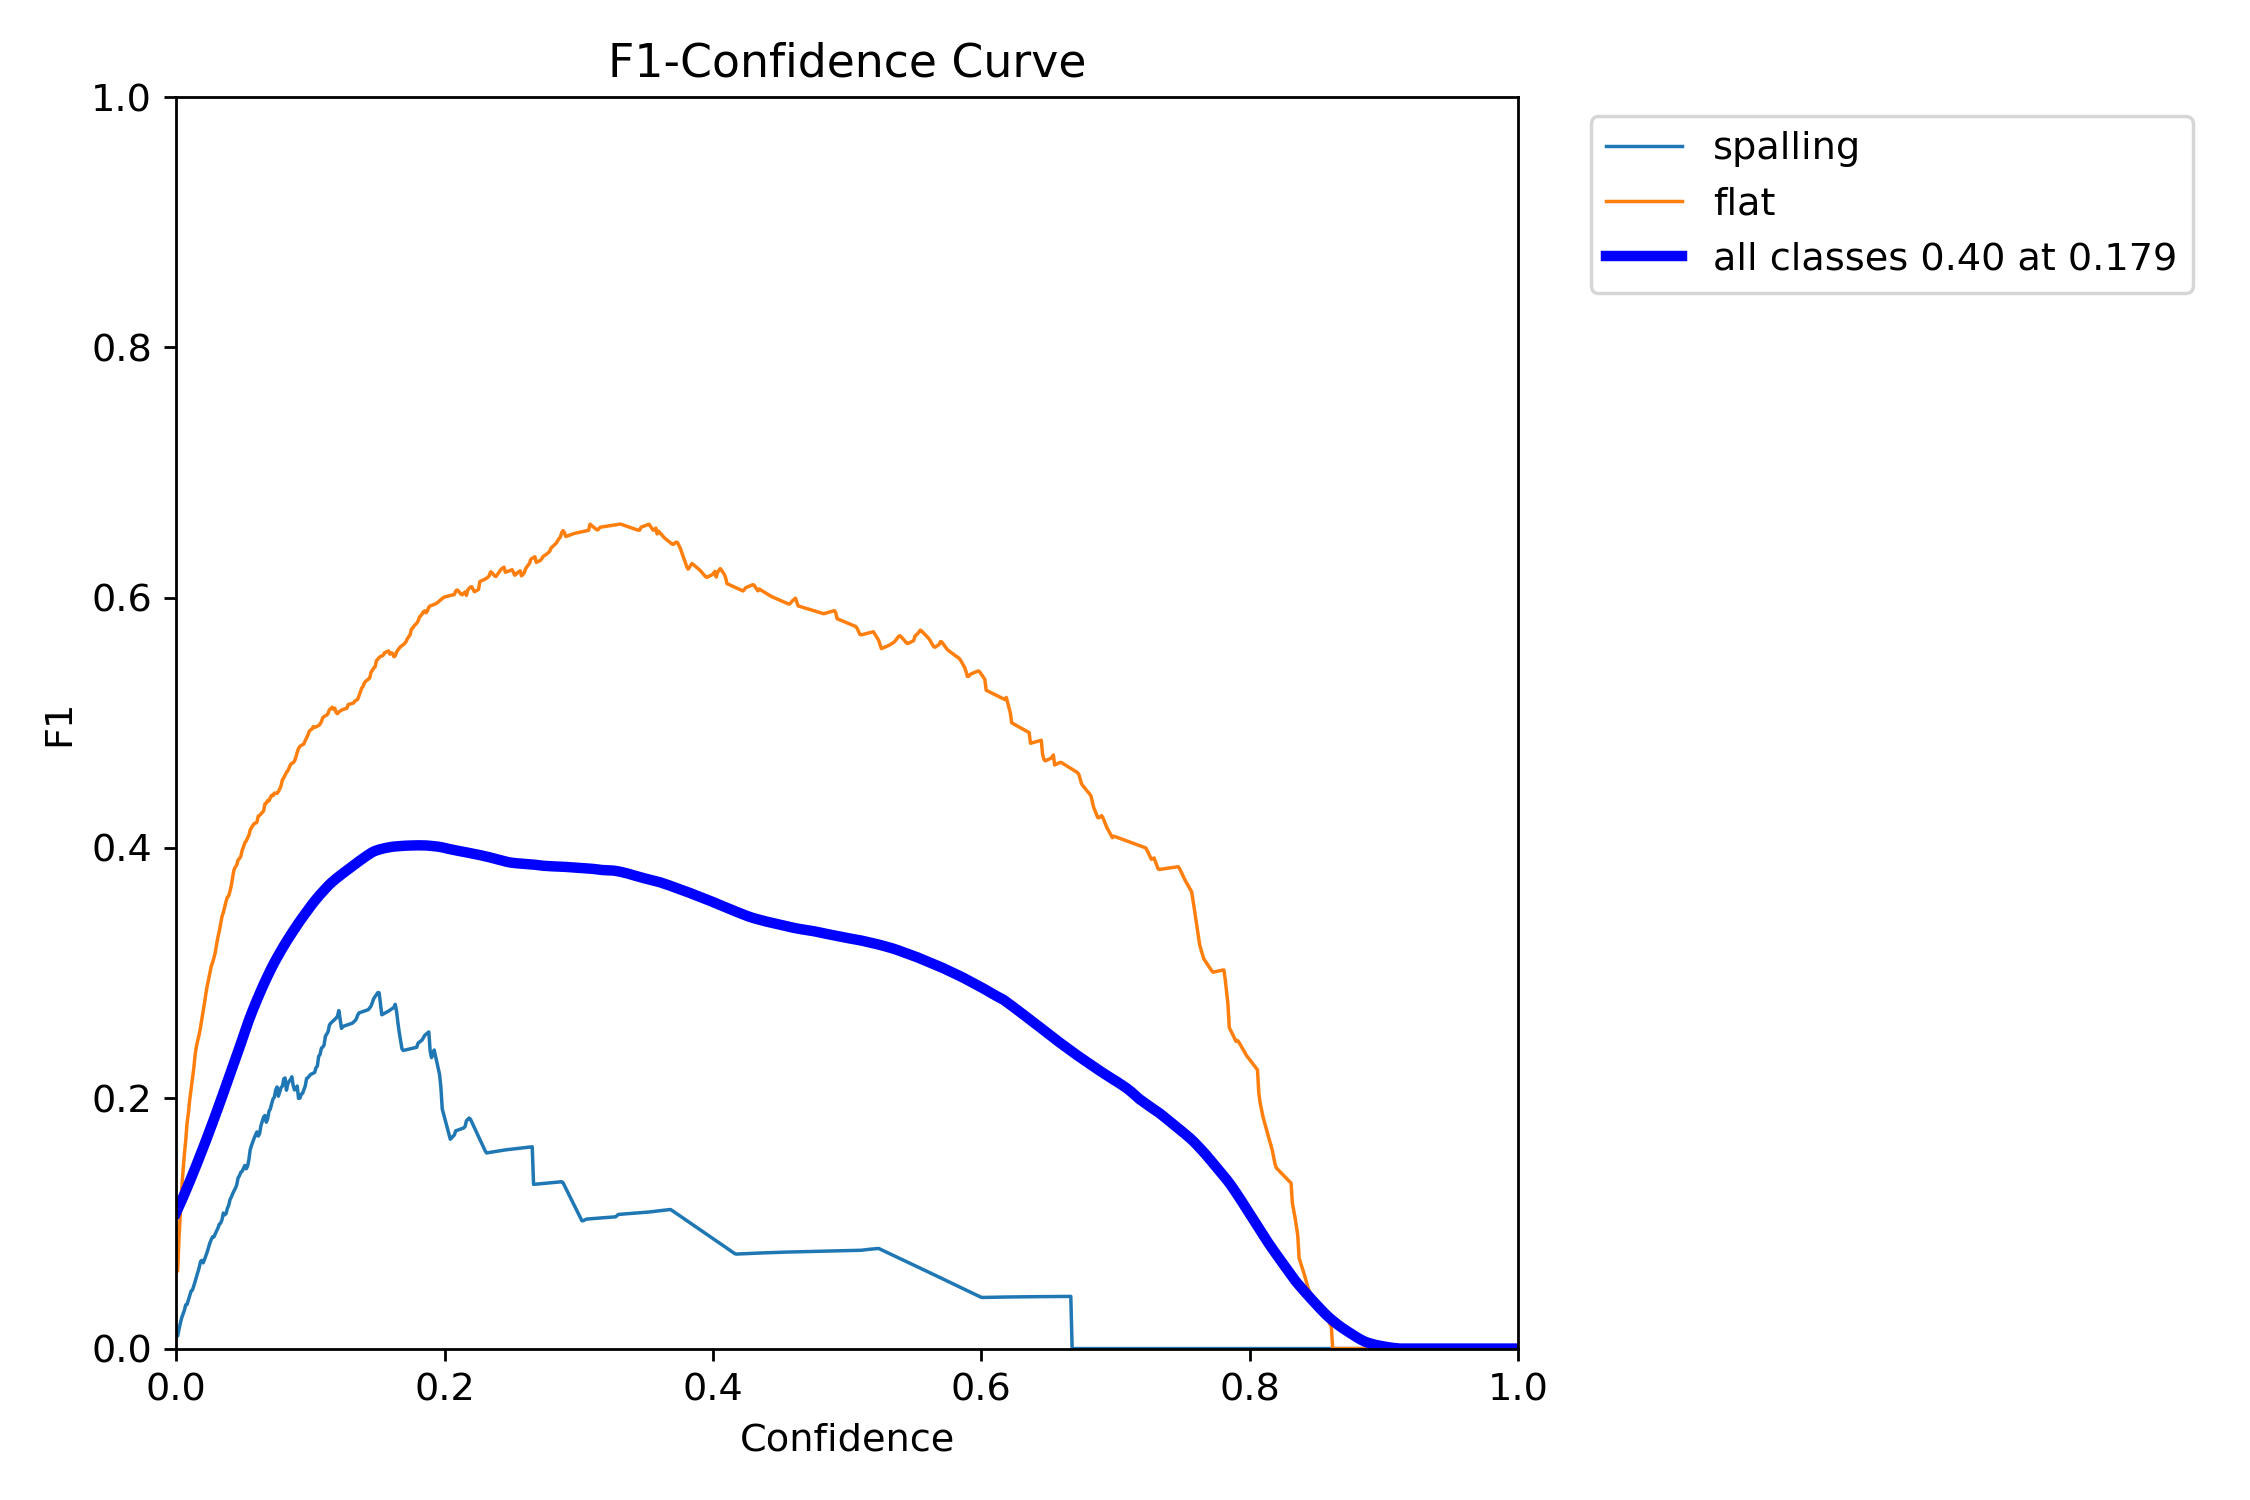 F1-Confidence Curve
1.0
0.8
0.6
0.4
0.2
0.0
F1
0.0 0.2 0.4 0.6 0.8 1.0
Confidence
spalling
flat
all classes 0.40 at 0.179